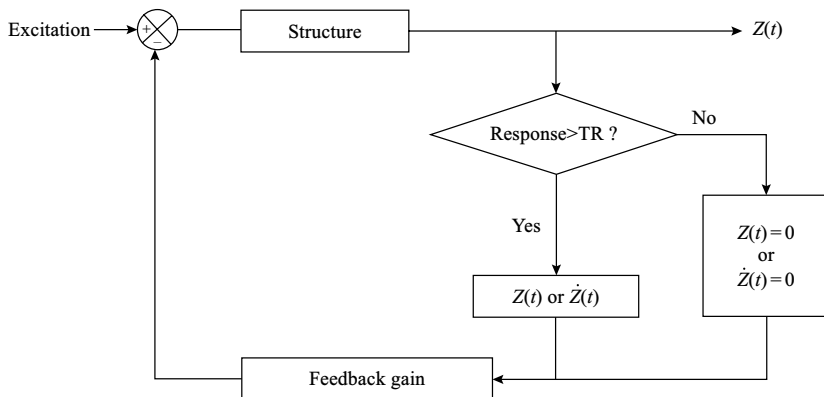 Excitation
+
−
Structure
Z(t)
Response>TR ?
No
Yes
Z(t) = 0
or
Ż(t) = 0
Z(t) or Ż(t)
Feedback gain